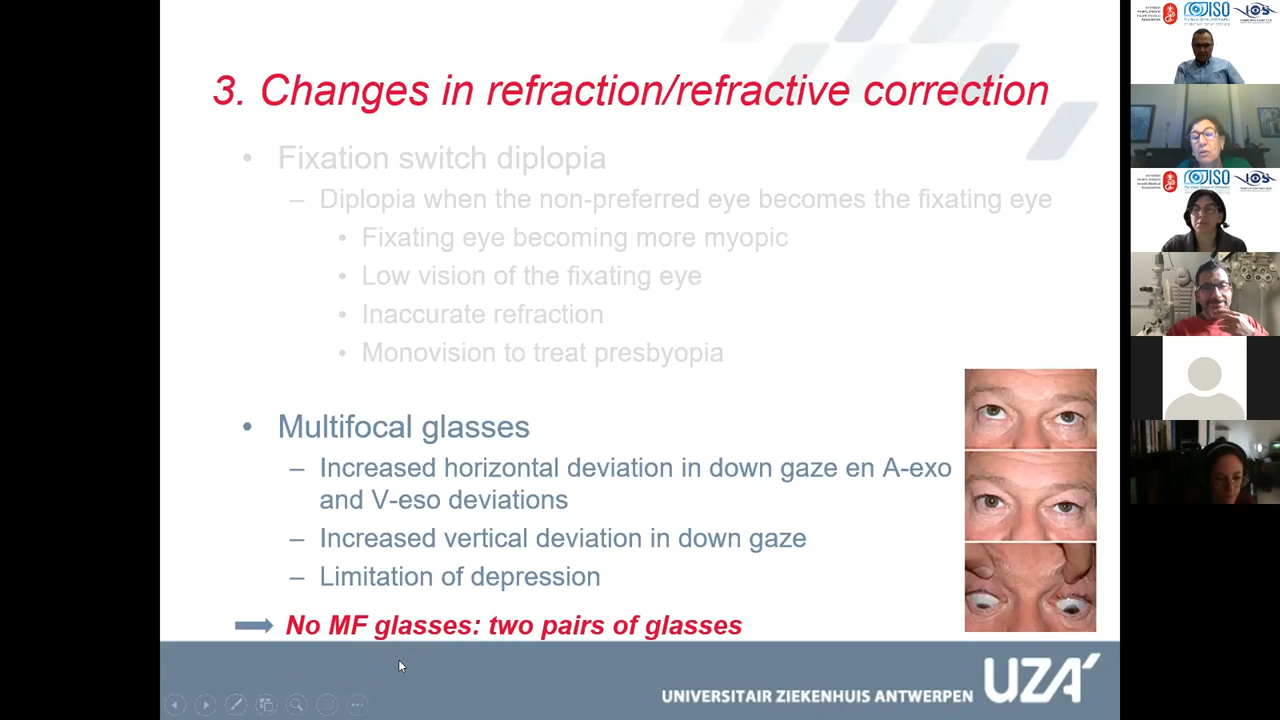 3. Changes in refraction/refractive correction
• Fixation switch diplopia
– Diplopia when the non-preferred eye becomes the fixating eye
• Fixating eye becoming more myopic
• Low vision of the fixating eye
• Inaccurate refraction
• Monovision to treat presbyopia
• Multifocal glasses
– Increased horizontal deviation in down gaze en A-exo
and V-eso deviations
– Increased vertical deviation in down gaze
– Limitation of depression
No MF glasses: two pairs of glasses
UNIVERSITAIR ZIEKENHUIS ANTWERPEN
UZA
ISO
IOS
ISO
IOS